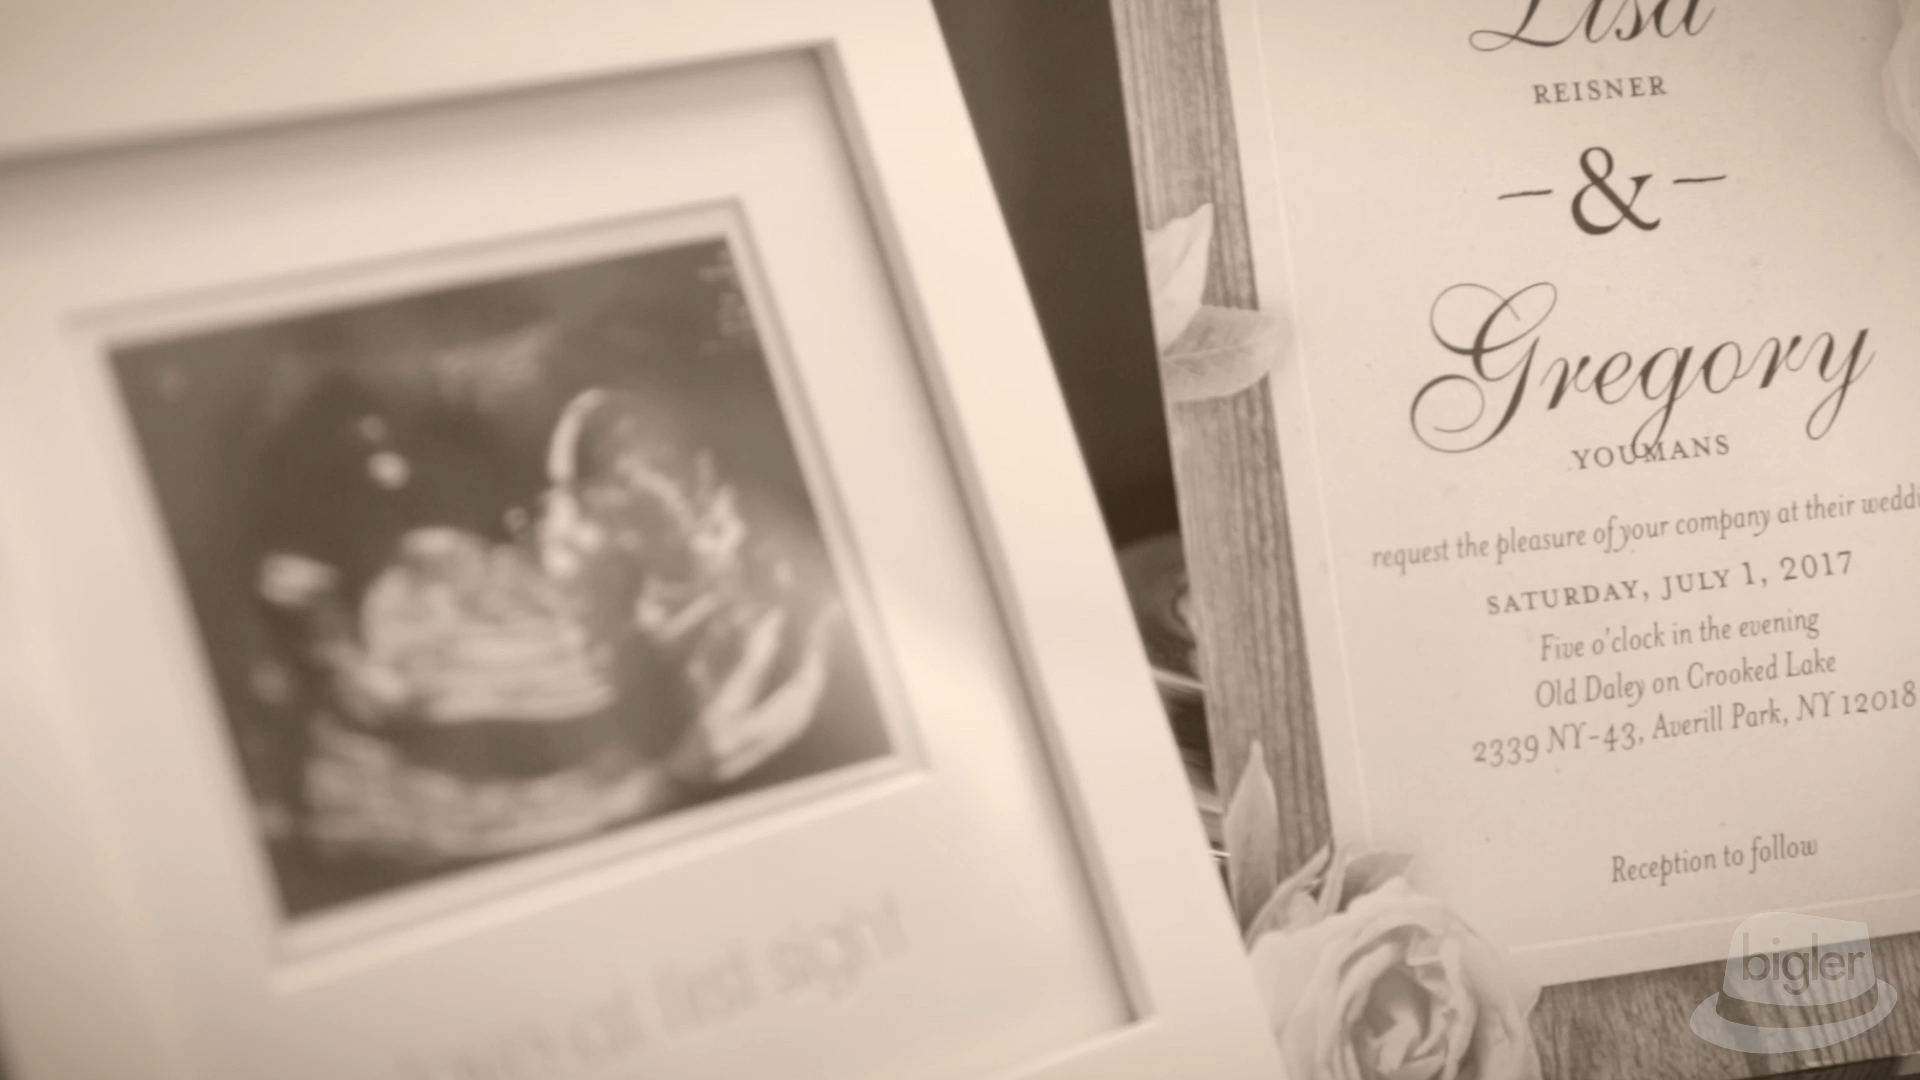 love at first sight
Lisa
REISNER
– & –
Gregory
YOUMANS
request the pleasure of your company at their
SATURDAY, JULY 1, 2017
Five o'clock in the evening
Old Daley on Crooked Lake
2339 NY-43, Averill Park, NY 12018
Reception to follow
bigler